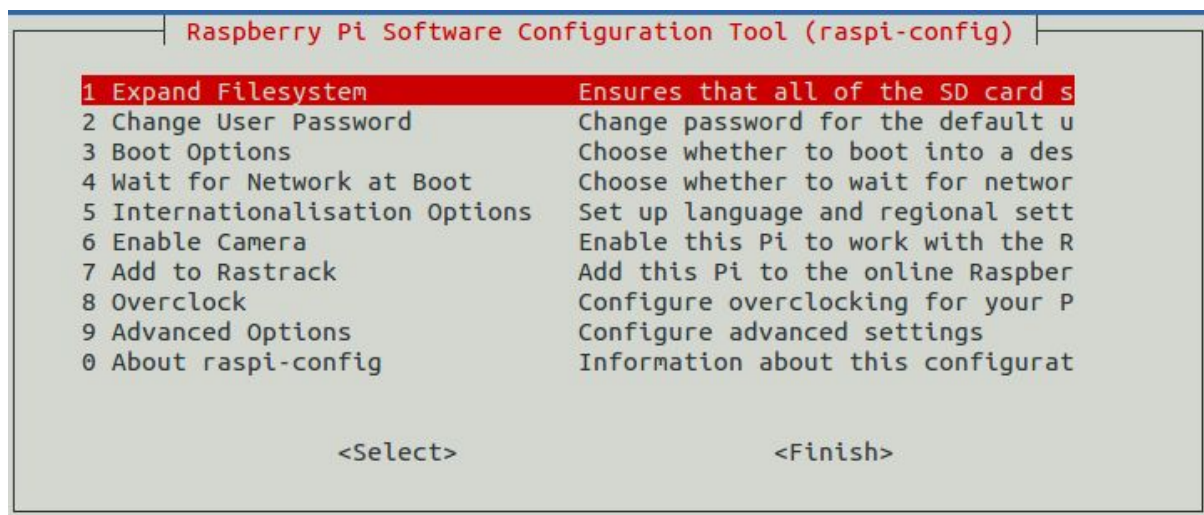 Raspberry Pi Software Configuration Tool (raspi-config)
1 Expand Filesystem Ensures that all of the SD card s
2 Change User Password Change password for the default u
3 Boot Options Choose whether to boot into a des
4 Wait for Network at Boot Choose whether to wait for networ
5 Internationalisation Options Set up language and regional sett
6 Enable Camera Enable this Pi to work with the R
7 Add to Rastrack Add this Pi to the online Raspber
8 Overclock Configure overclocking for your P
9 Advanced Options Configure advanced settings
0 About raspi-config Information about this configurat
<Select> <Finish>